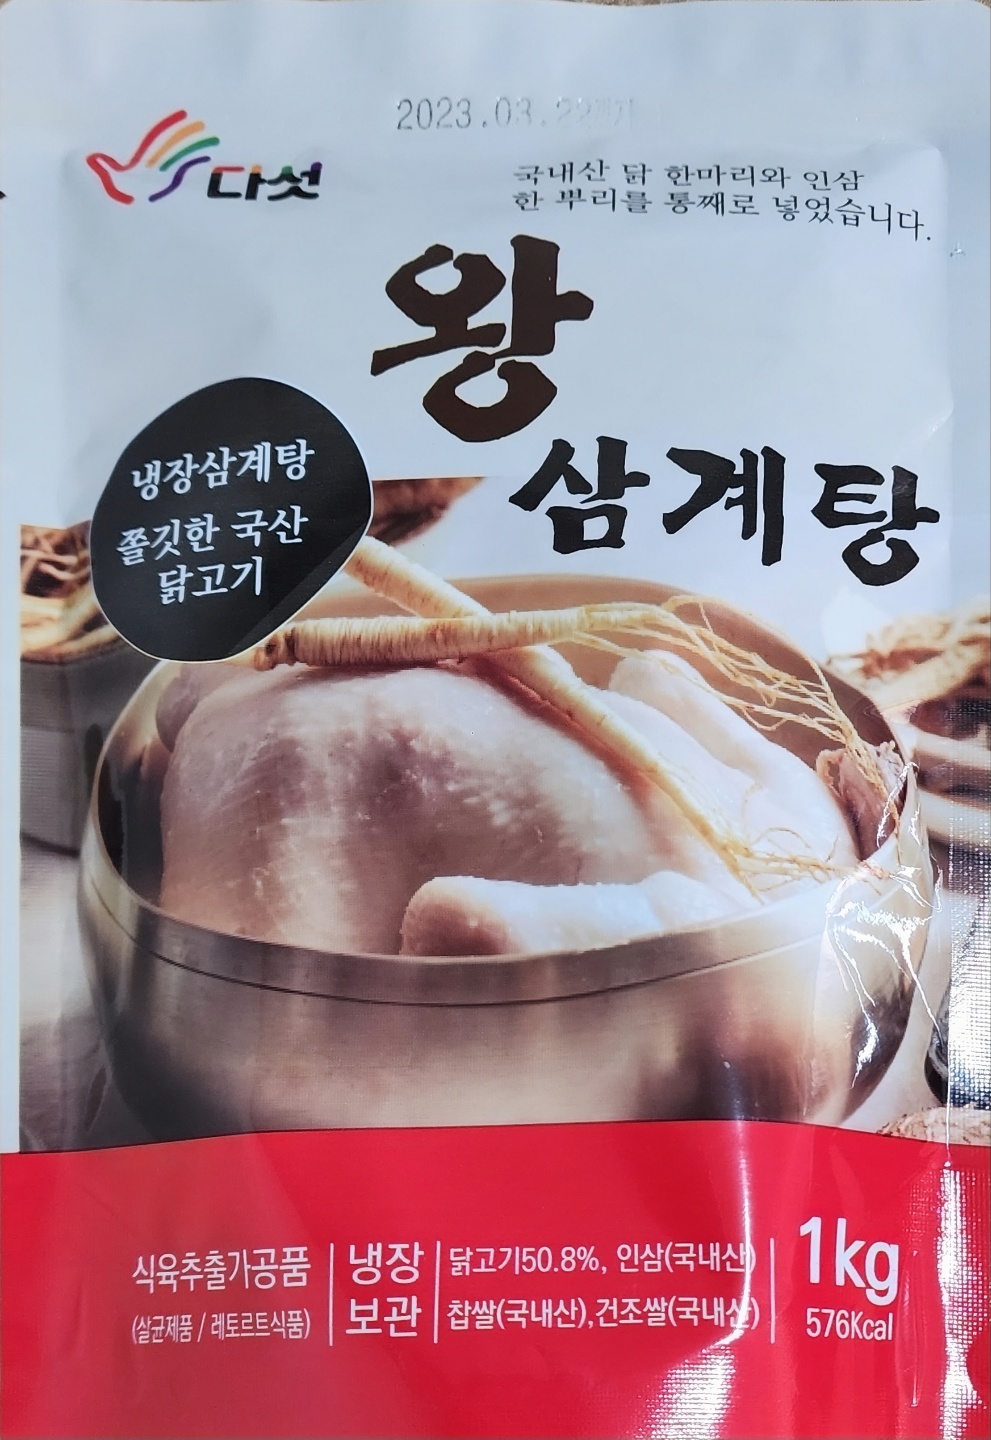 2023.03.22까지
다섯
국내산 닭 한마리와 인삼
한 뿌리를 통째로 넣었습니다.
왕
삼계탕
냉장삼계탕
쫄깃한 국산
닭고기
식육추출가공품
(살균제품 / 레토르트식품)
냉장
보관
닭고기50.8%, 인삼(국내산)
찹쌀(국내산),건조쌀(국내산)
1kg
576Kcal